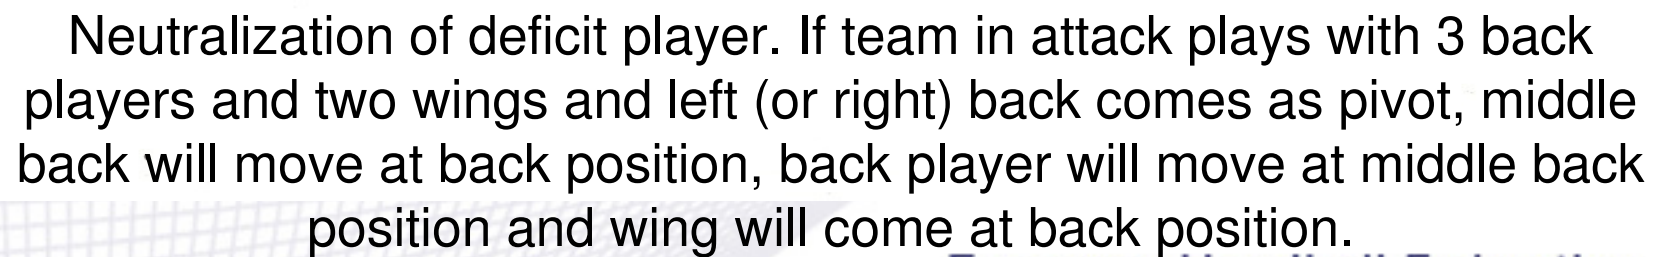 Neutralization of deficit player. If team in attack plays with 3 back
players and two wings and left (or right) back comes as pivot, middle
back will move at back position, back player will move at middle back
position and wing will come at back position.